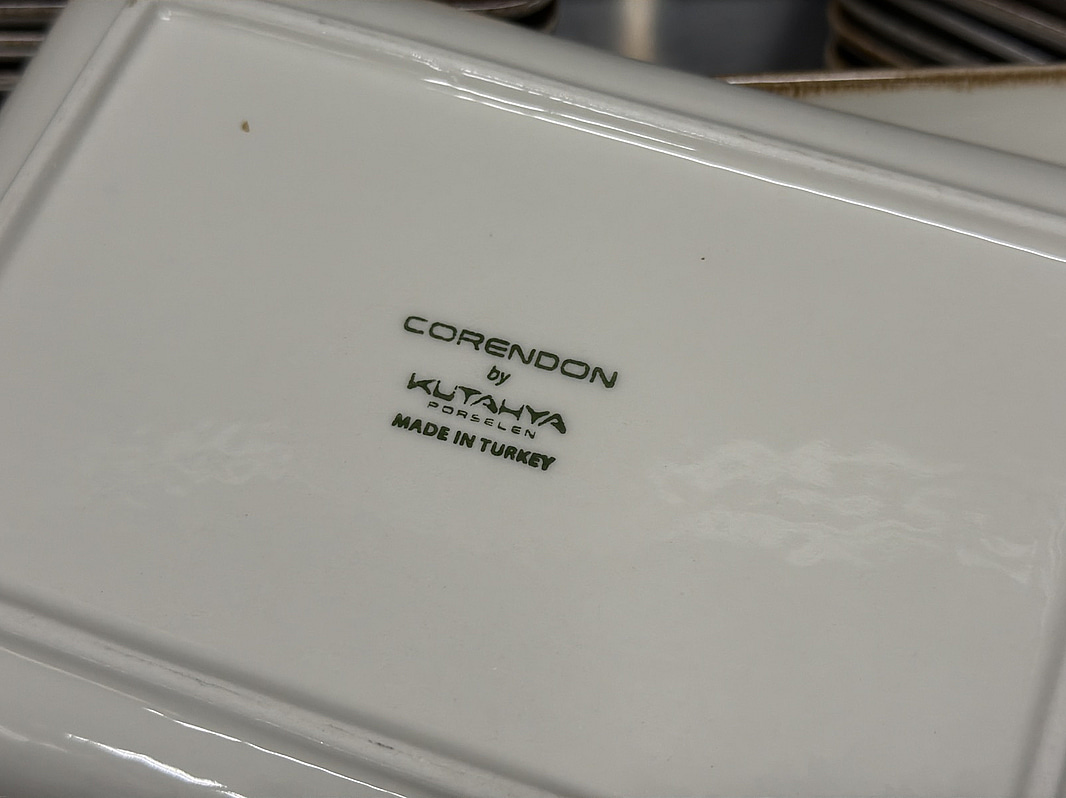 CORENDON
by
KUTAHYA
PORSELEN
MADE IN TURKEY